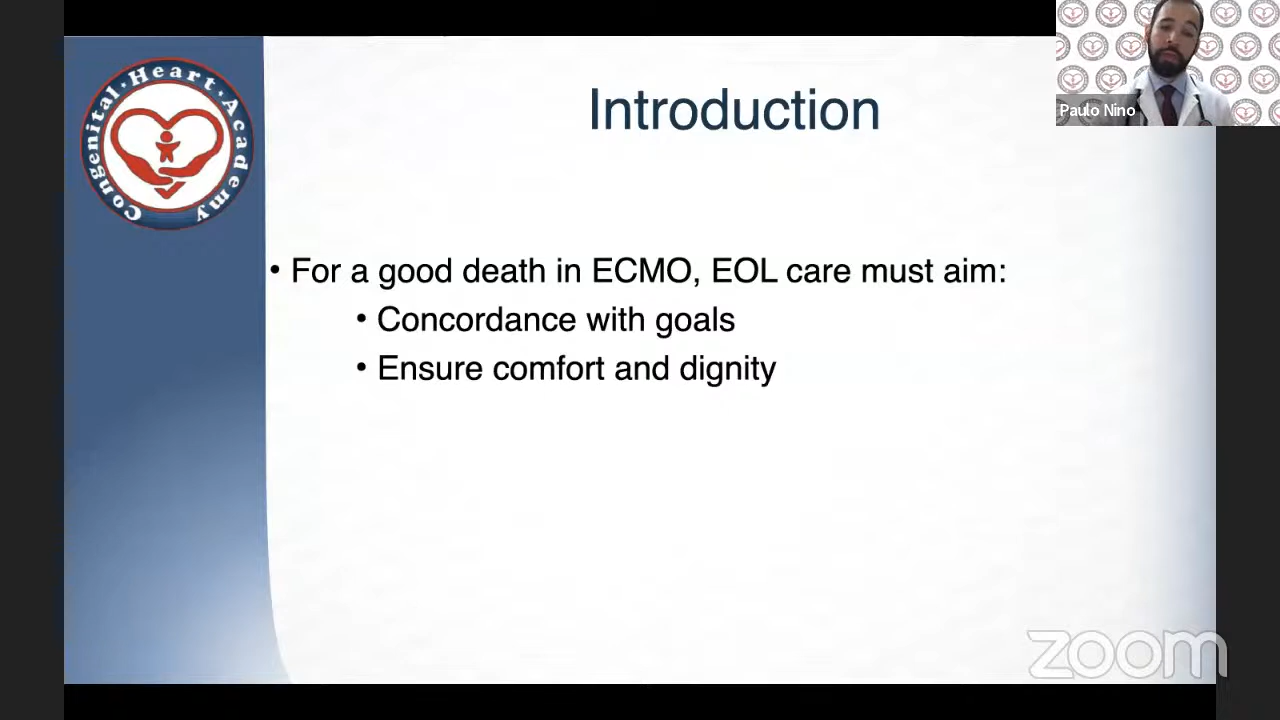 Congenital · Heart · Academy
Introduction
Paulo Nino
• For a good death in ECMO, EOL care must aim:
• Concordance with goals
• Ensure comfort and dignity
zoom